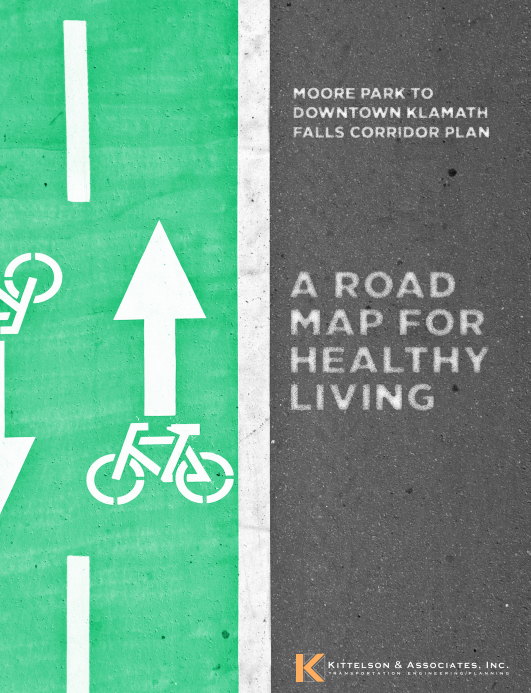 MOORE PARK TO
DOWNTOWN KLAMATH
FALLS CORRIDOR PLAN
A ROAD
MAP FOR
HEALTHY
LIVING
K
KITTELSON & ASSOCIATES, INC.
TRANSPORTATION ENGINEERING/PLANNING